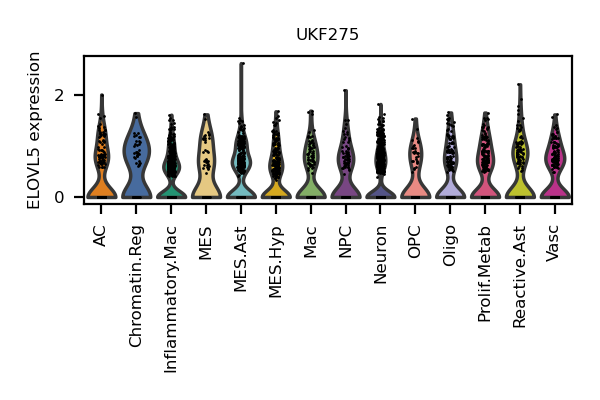 UKF275
ELOVL5 expression
2
0
AC
Chromatin.Reg
Inflammatory.Mac
MES
MES.Ast
MES.Hyp
Mac
NPC
Neuron
OPC
Oligo
Prolif.Metab
Reactive.Ast
Vasc